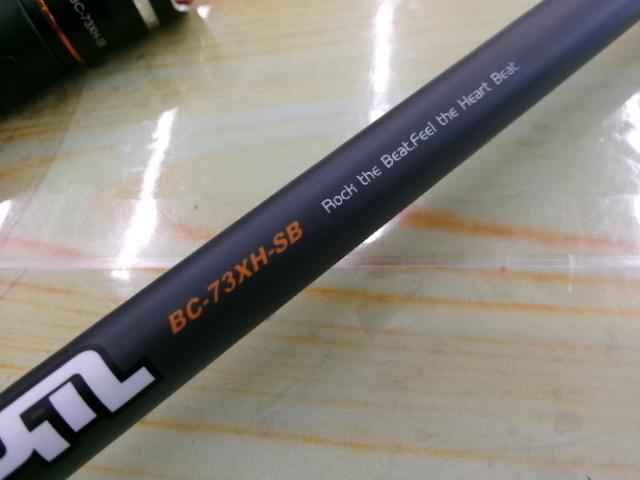 BC-73XH-SB
Rock the Beat.Feel the Heart Beat.